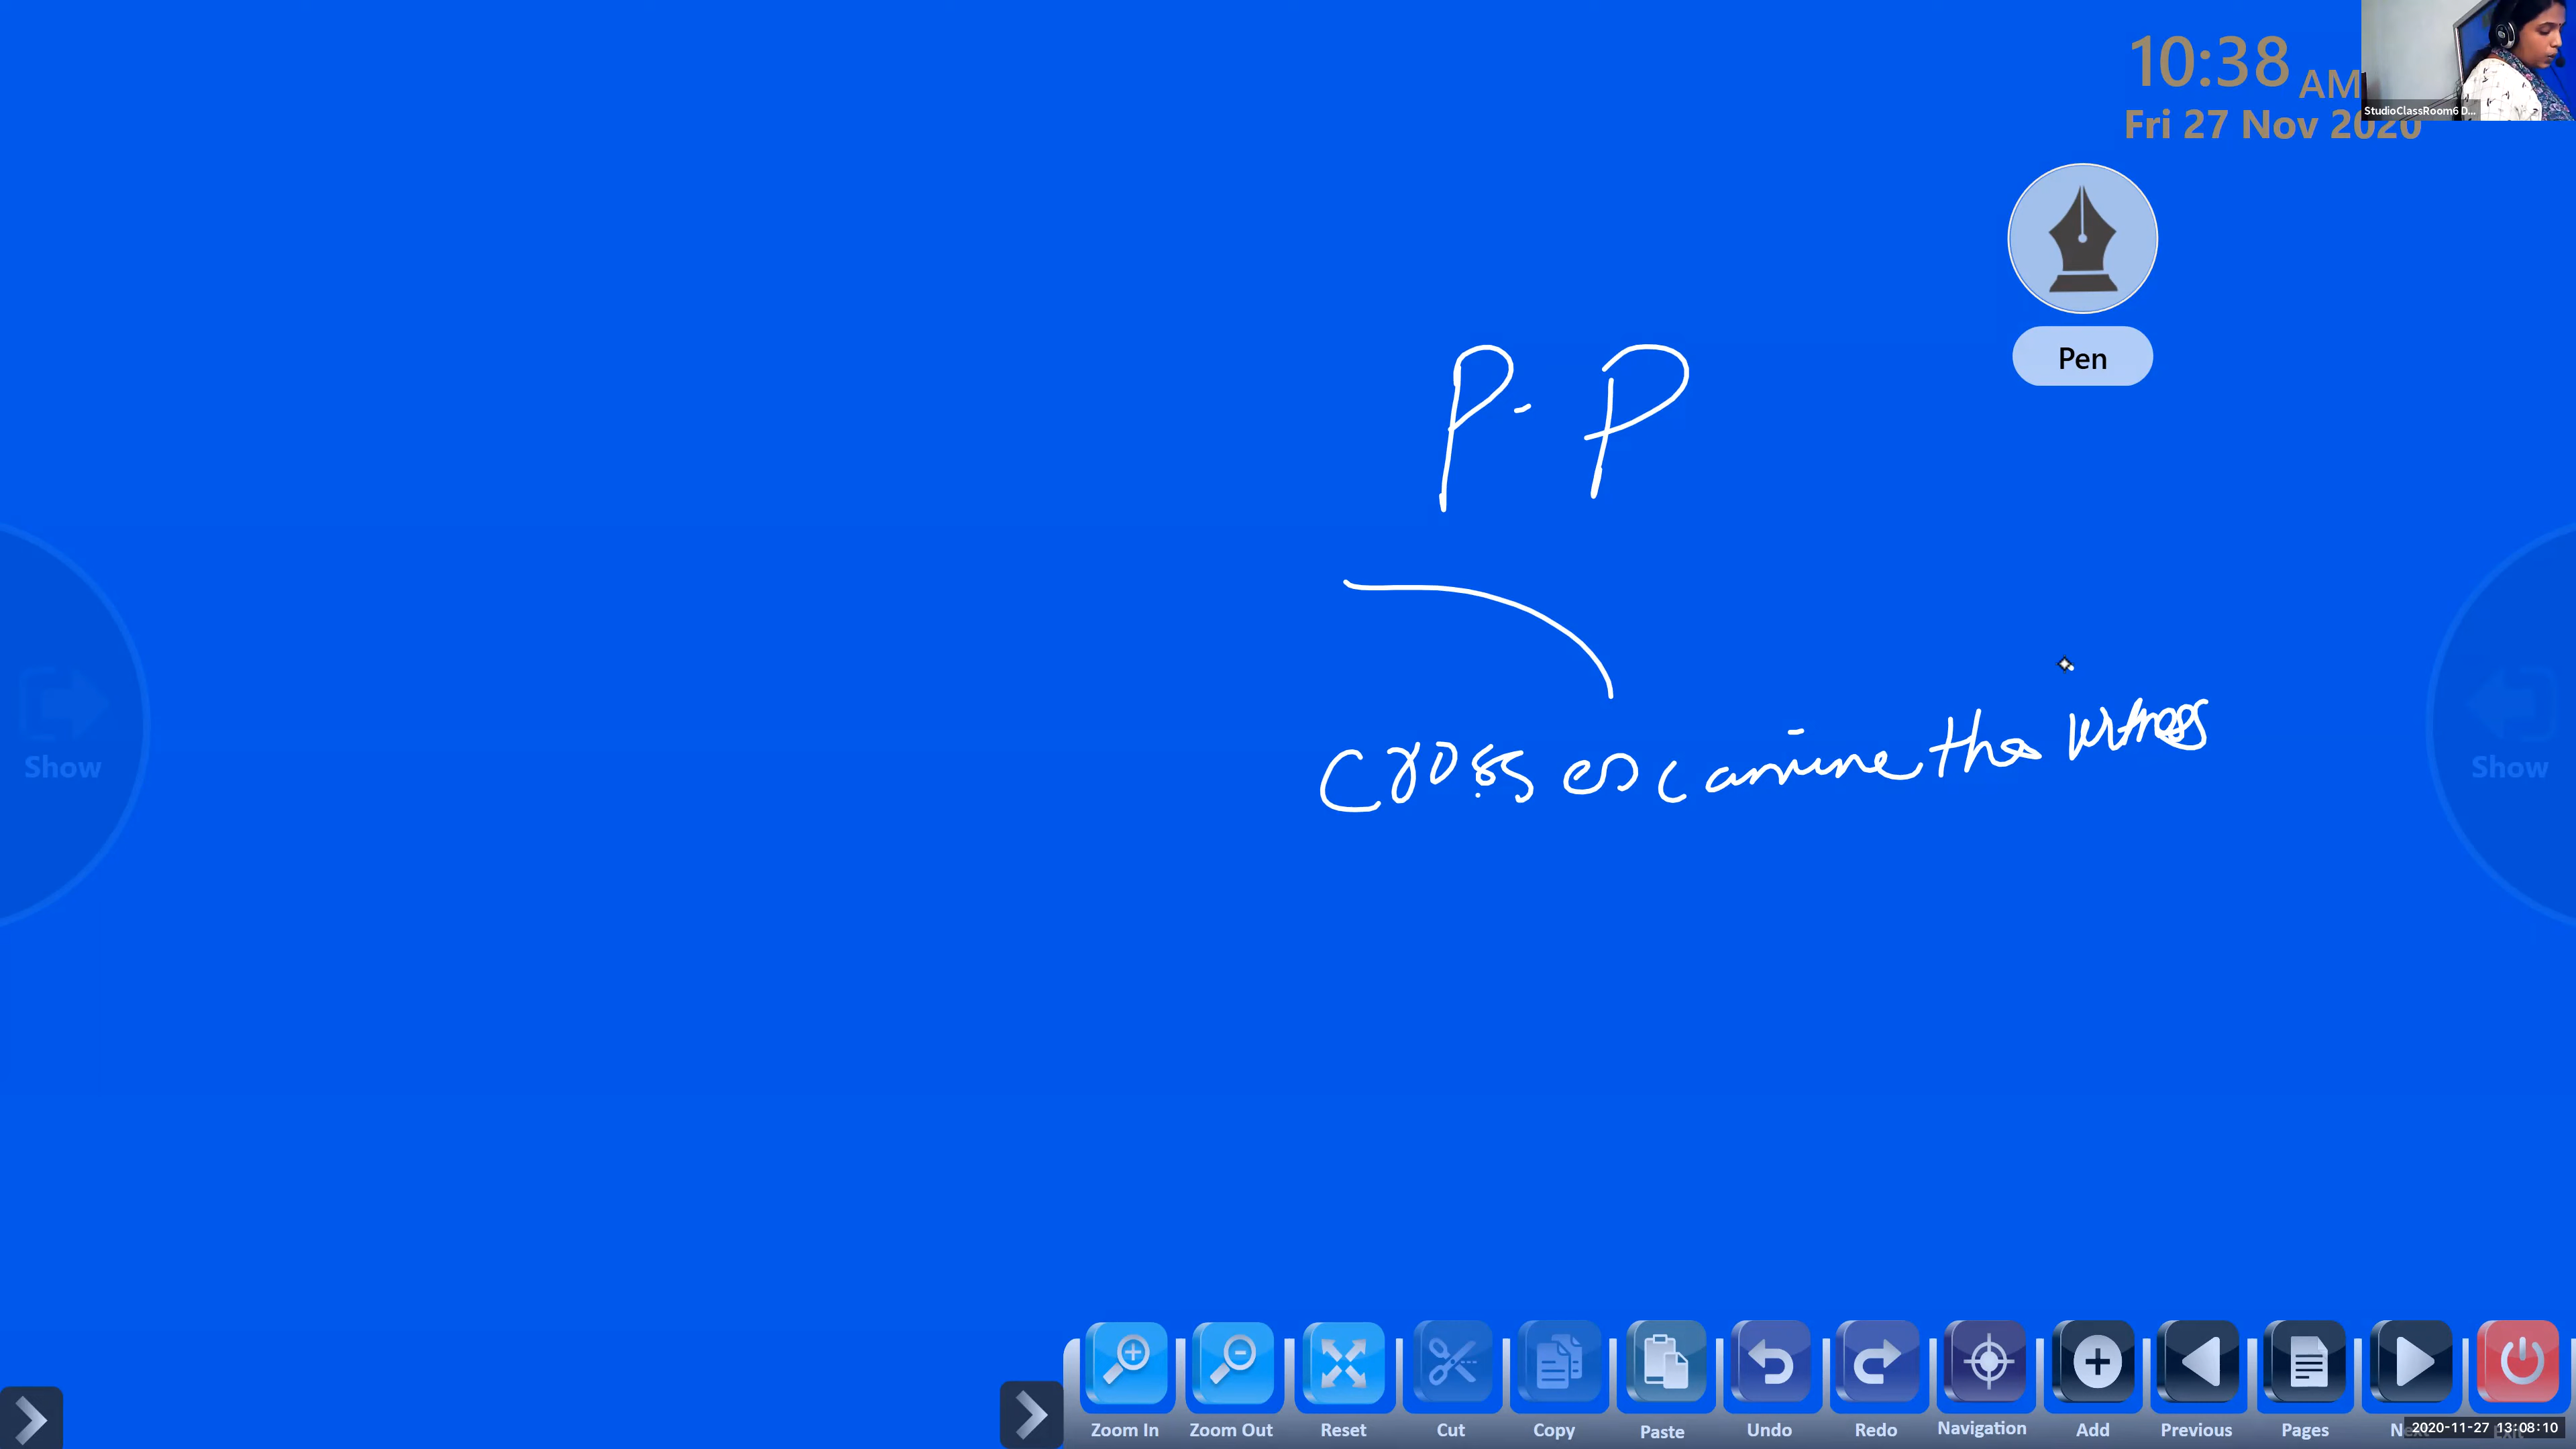 10:38 AM
Fri 27 Nov 2020
StudioClassRoom6 D...
Pen
P. P
Cross examine the witness
Show
Show
Zoom In Zoom Out Reset Cut Copy Paste Undo Redo Navigation Add Previous Pages
2020-11-27 13:08:10